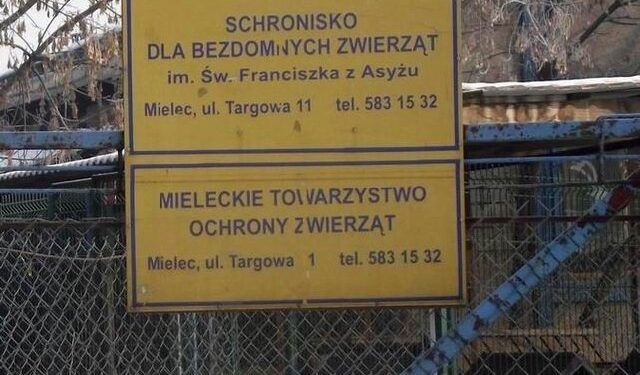 SCHRONISKO
DLA BEZDOMNYCH ZWIERZĄT
im. Św. Franciszka z Asyżu
Mielec, ul. Targowa 11 tel. 583 15 32
MIELECKIE TOWARZYSTWO
OCHRONY ZWIERZĄT
Mielec, ul. Targowa 1 tel. 583 15 32